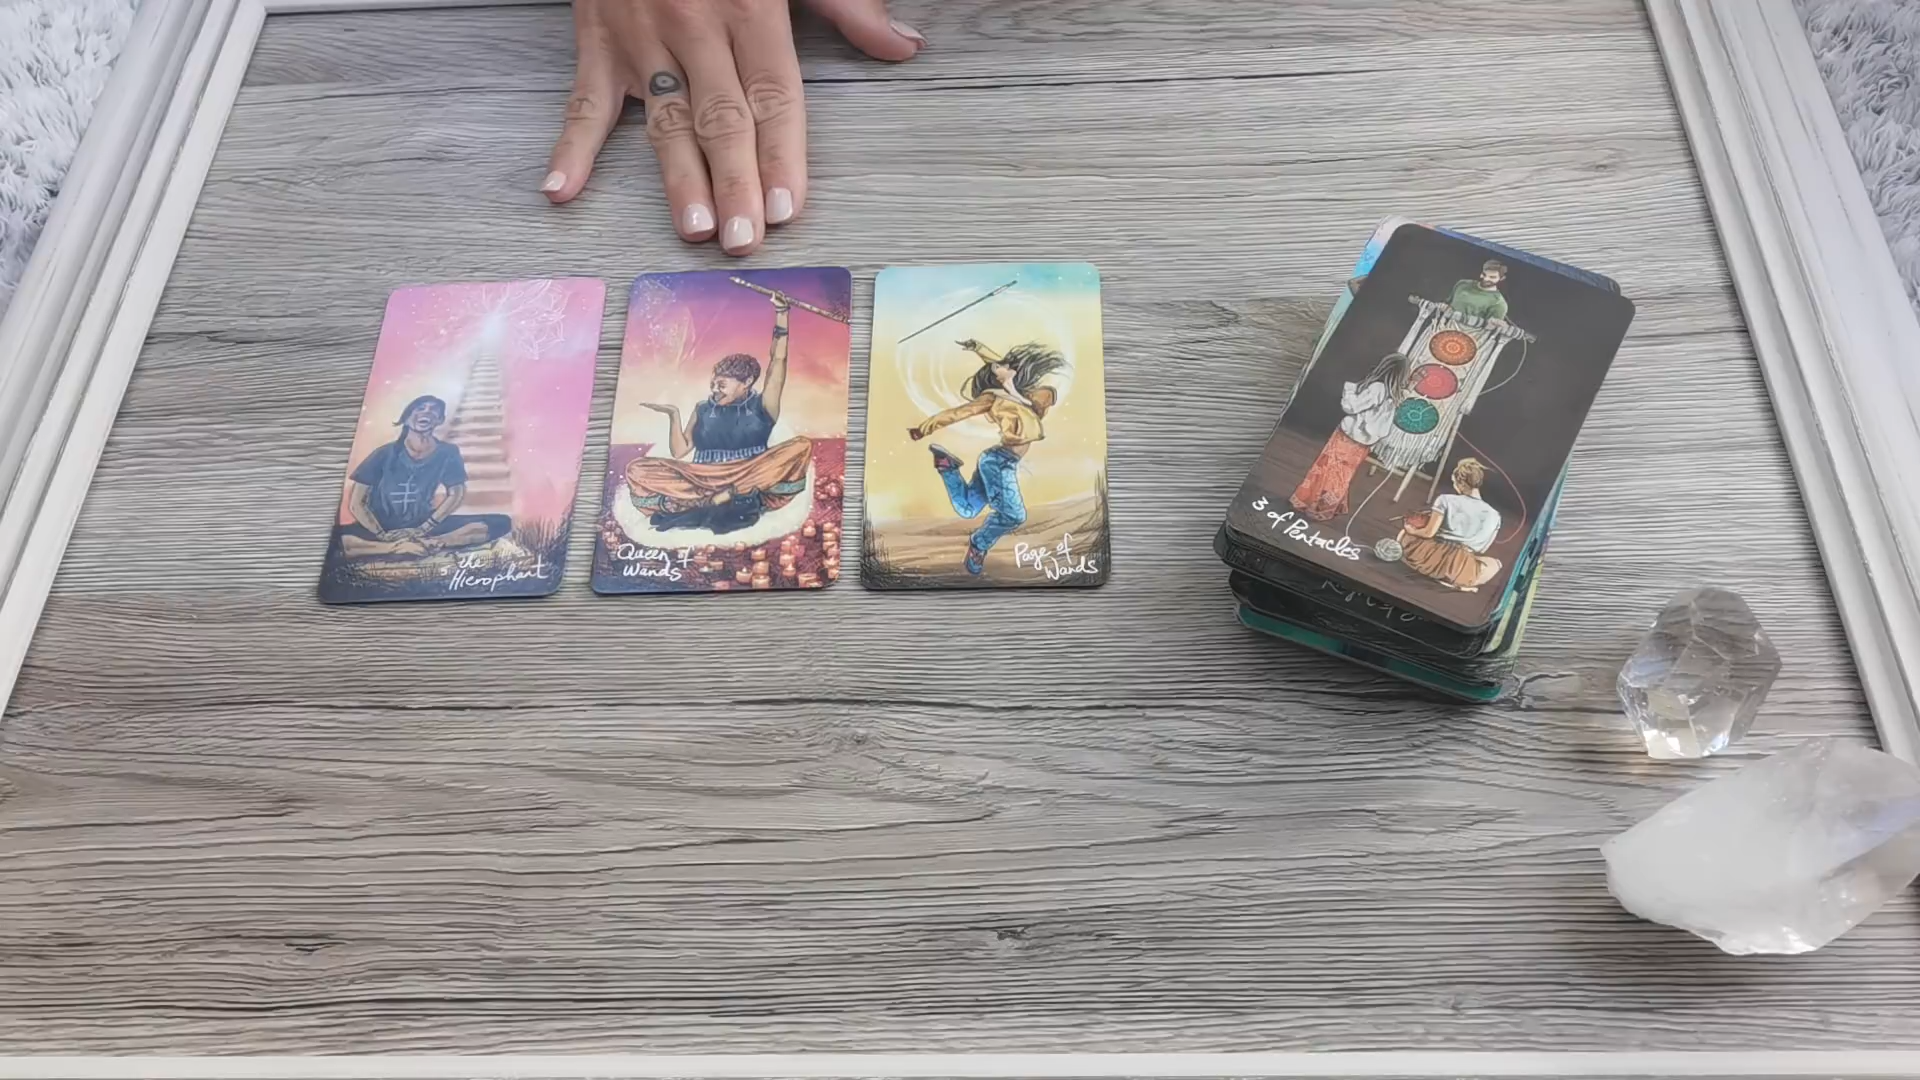 5 the
Hierophant
Queen of
Wands
Page of
Wands
3 of Pentacles